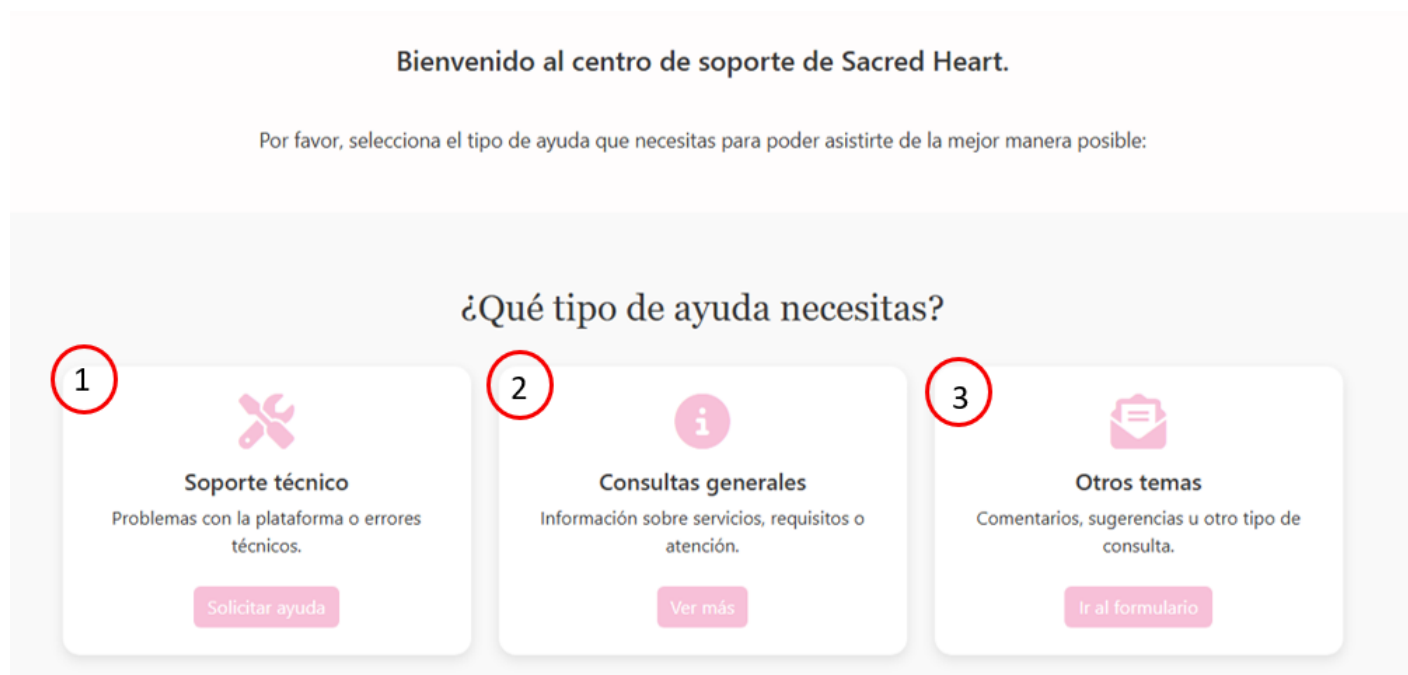 Bienvenido al centro de soporte de Sacred Heart.
Por favor, selecciona el tipo de ayuda que necesitas para poder asistirte de la mejor manera posible:
¿Qué tipo de ayuda necesitas?
1
Soporte técnico
Problemas con la plataforma o errores
técnicos.
Solicitar ayuda
2
Consultas generales
Información sobre servicios, requisitos o
atención.
Ver más
3
Otros temas
Comentarios, sugerencias u otro tipo de
consulta.
Ir al formulario